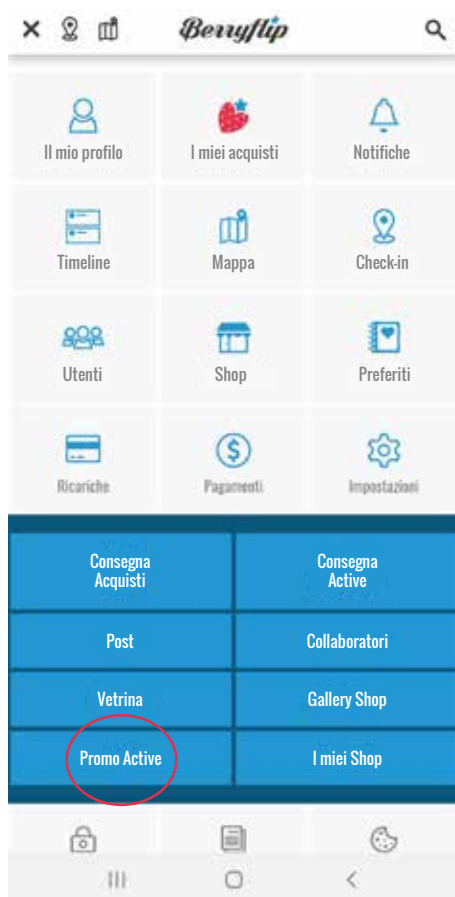 Berryflip
Il mio profilo
I miei acquisti
Notifiche
Timeline
Mappa
Check-in
Utenti
Shop
Preferiti
Ricariche
Pagamenti
Impostazioni
Consegna
Acquisti
Consegna
Active
Post
Collaboratori
Vetrina
Gallery Shop
Promo Active
I miei Shop